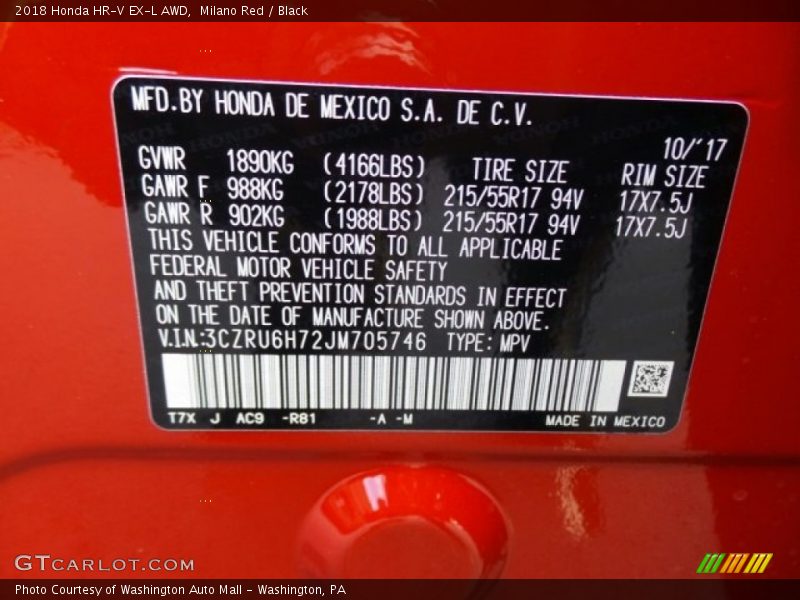 2018 Honda HR-V EX-L AWD,  Milano Red / Black
MFD.BY HONDA DE MEXICO S.A. DE C.V.
10/'17
GVWR 1890KG (4166LBS) TIRE SIZE RIM SIZE
GAWR F 988KG (2178LBS) 215/55R17 94V 17X7.5J
GAWR R 902KG (1988LBS) 215/55R17 94V 17X7.5J
THIS VEHICLE CONFORMS TO ALL APPLICABLE
FEDERAL MOTOR VEHICLE SAFETY
AND THEFT PREVENTION STANDARDS IN EFFECT
ON THE DATE OF MANUFACTURE SHOWN ABOVE.
V.I.N.:3CZRU6H72JM705746 TYPE: MPV
T7X J AC9 -R81 -A -M MADE IN MEXICO
GTCARLOT.COM
Photo Courtesy of Washington Auto Mall - Washington, PA